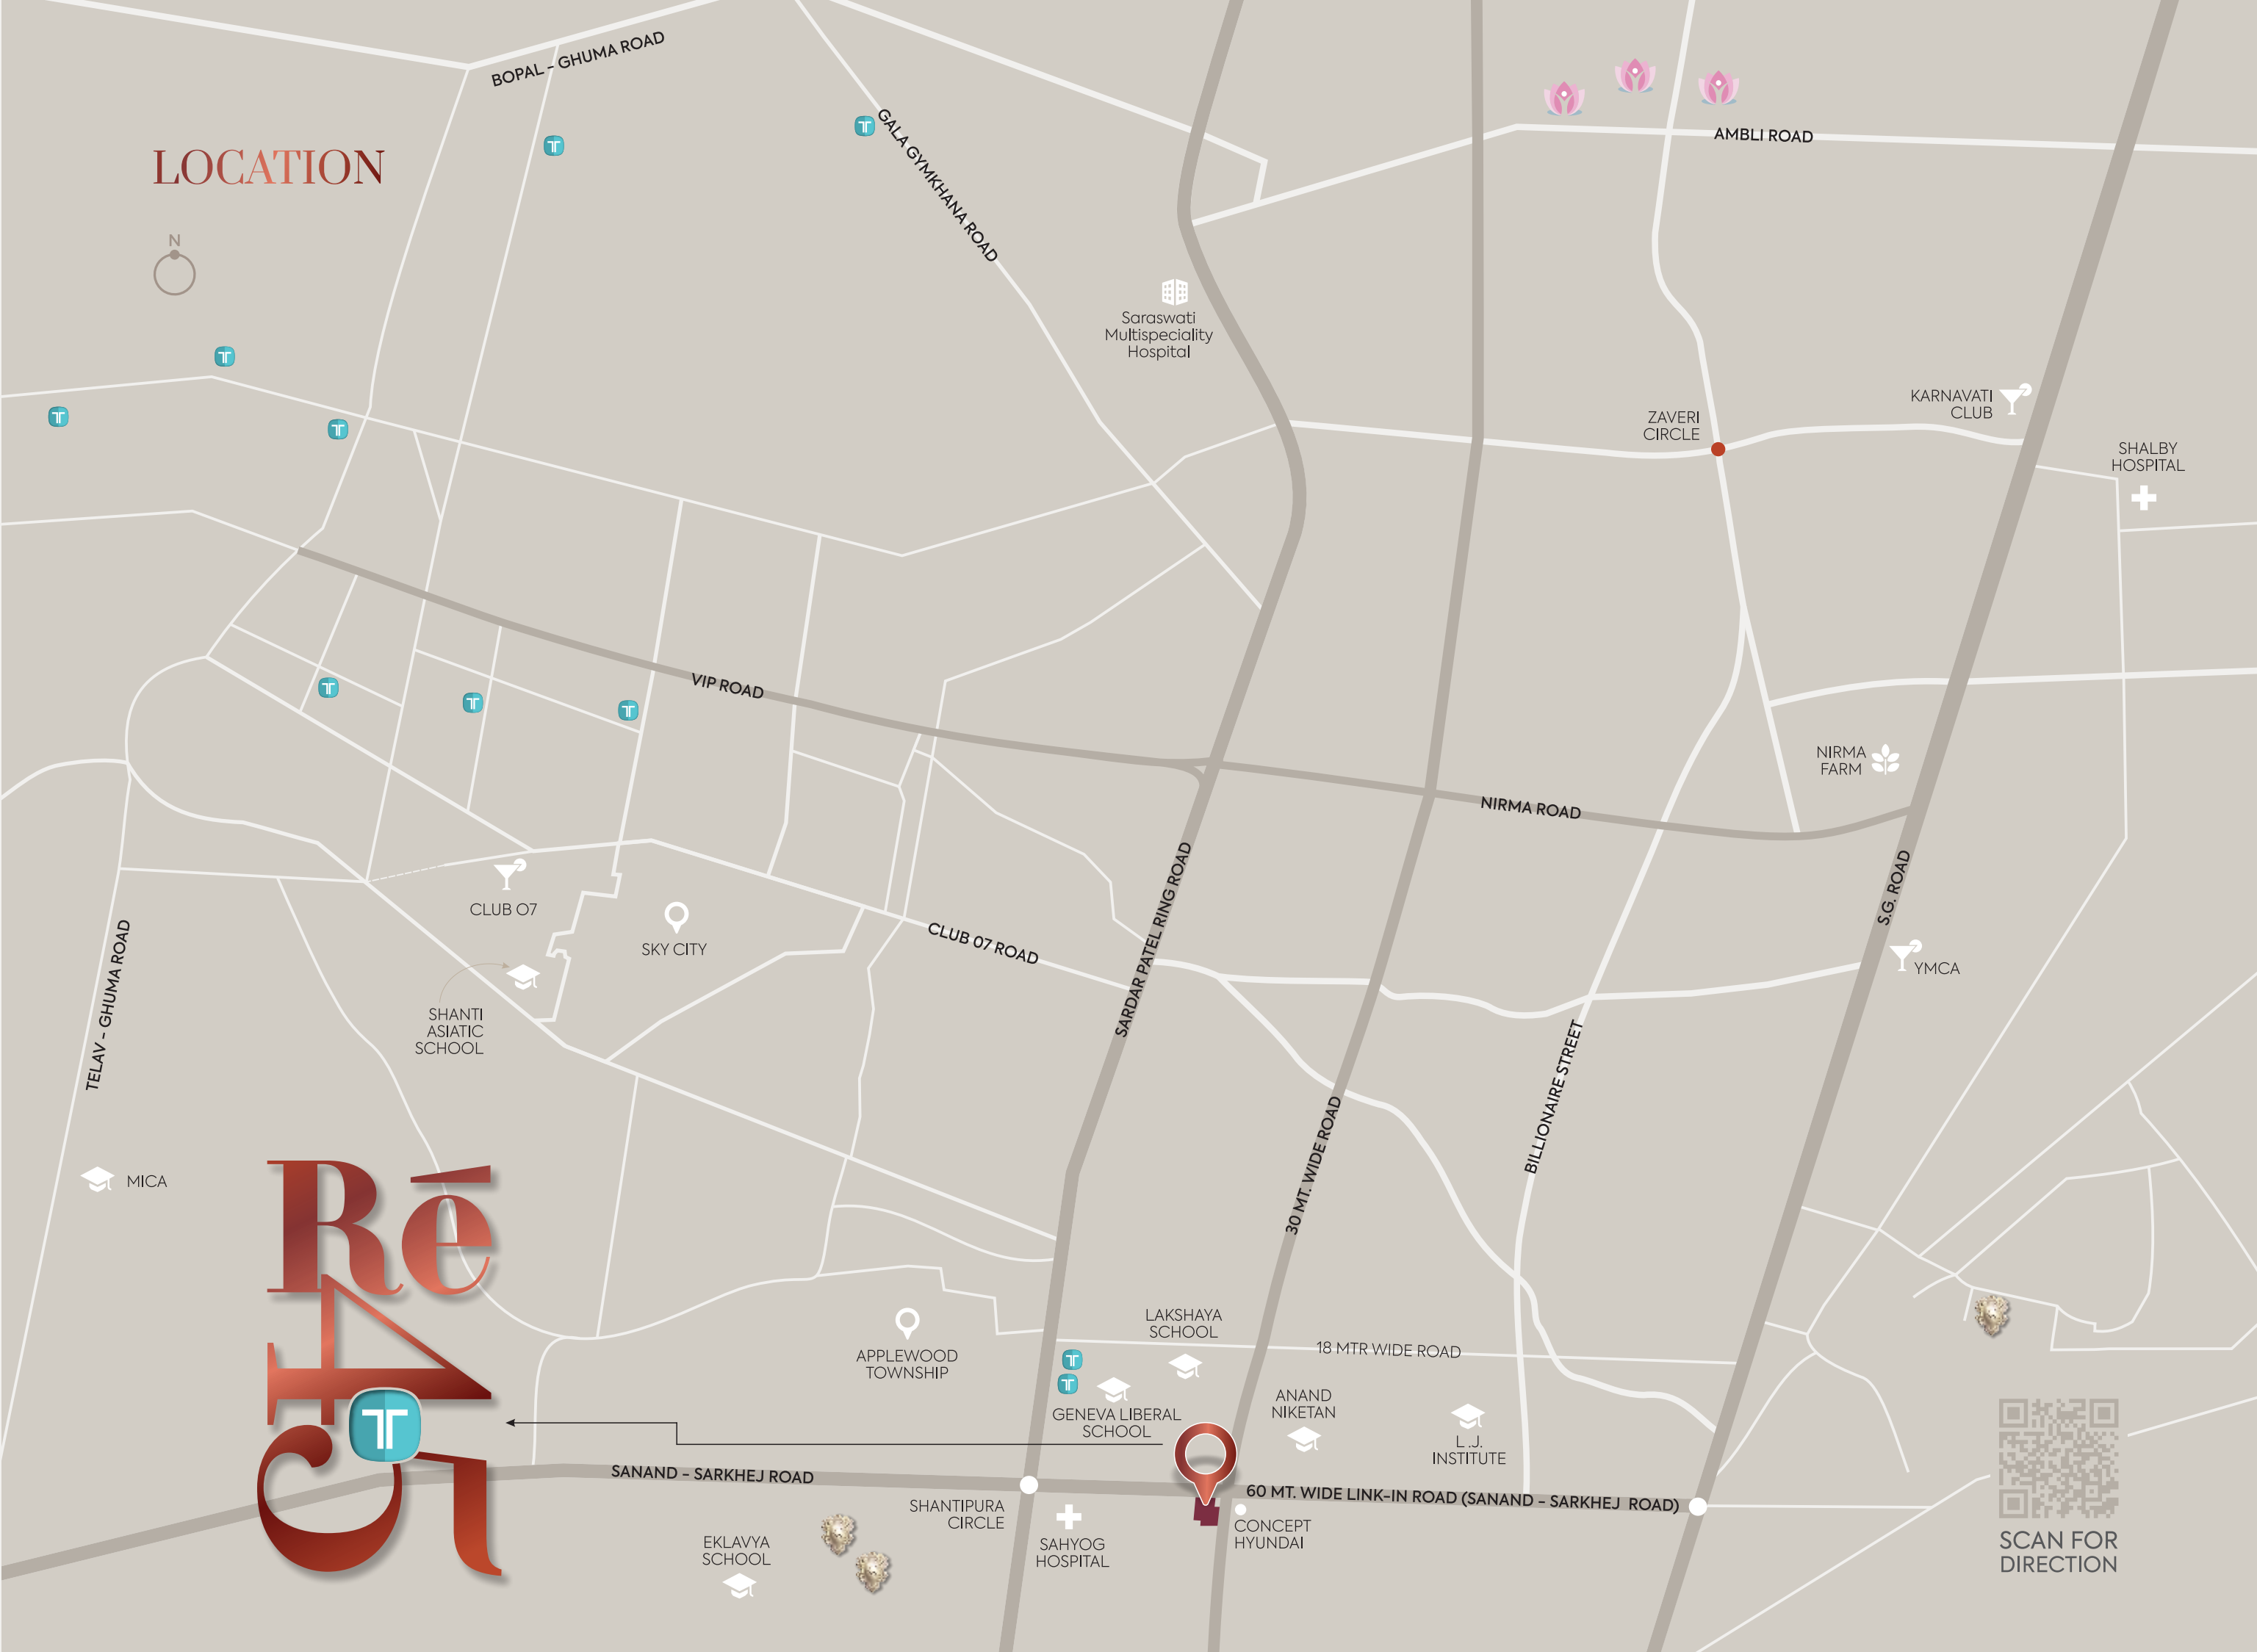 BOPAL - GHUMA ROAD
LOCATION
N
GALA GYMKHANA ROAD
AMBLI ROAD
Saraswati
Multispeciality
Hospital
ZAVERI
CIRCLE
KARNAVATI
CLUB
SHALBY
HOSPITAL
VIP ROAD
NIRMA
FARM
NIRMA ROAD
S.G. ROAD
SARDAR PATEL RING ROAD
CLUB O7
SKY CITY
CLUB 07 ROAD
YMCA
TELAV - GHUMA ROAD
SHANTI
ASIATIC
SCHOOL
BILLIONAIRE STREET
30 MT. WIDE ROAD
MICA
Rē
45
LAKSHAYA
SCHOOL
18 MTR WIDE ROAD
APPLEWOOD
TOWNSHIP
GENEVA LIBERAL
SCHOOL
ANAND
NIKETAN
L .J.
INSTITUTE
SANAND - SARKHEJ ROAD
60 MT. WIDE LINK-IN ROAD (SANAND - SARKHEJ ROAD)
SHANTIPURA
CIRCLE
SAHYOG
HOSPITAL
CONCEPT
HYUNDAI
EKLAVYA
SCHOOL
SCAN FOR
DIRECTION